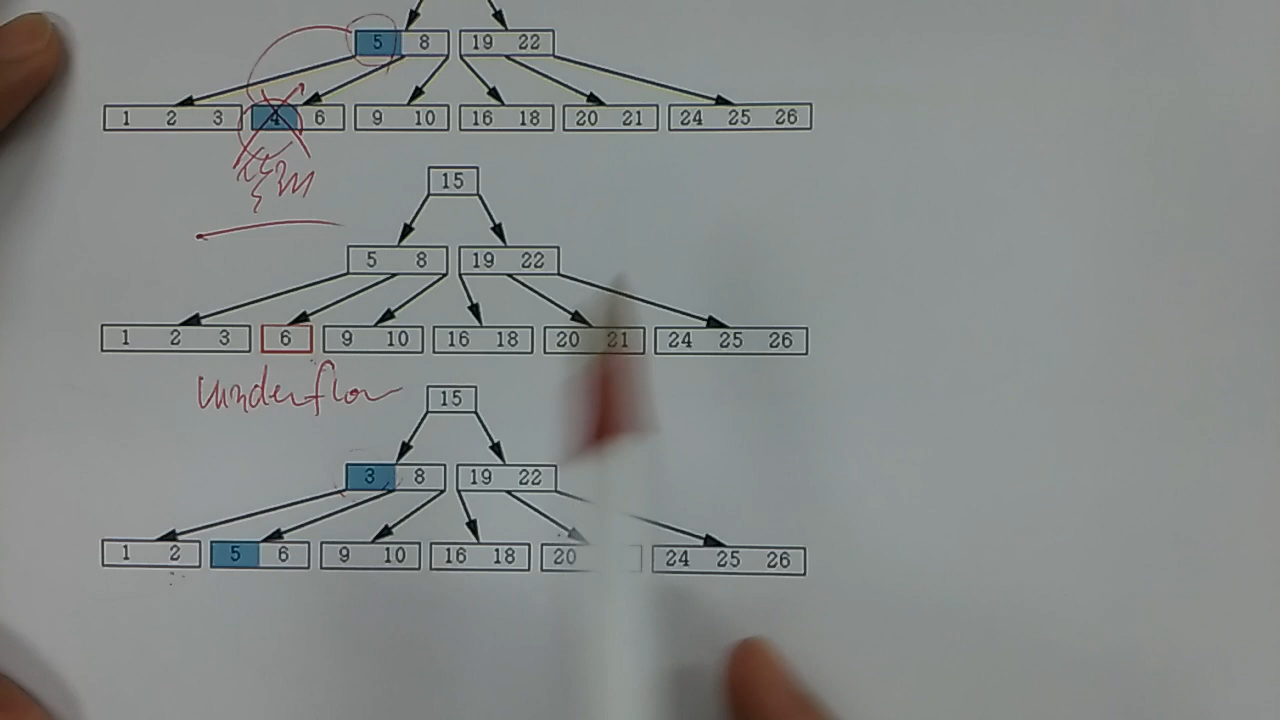 5 8 19 22
1 2 3 4 6 9 10 16 18 20 21 24 25 26
15
5 8 19 22
1 2 3 6 9 10 16 18 20 21 24 25 26
underflow
15
3 8 19 22
1 2 5 6 9 10 16 18 20 24 25 26